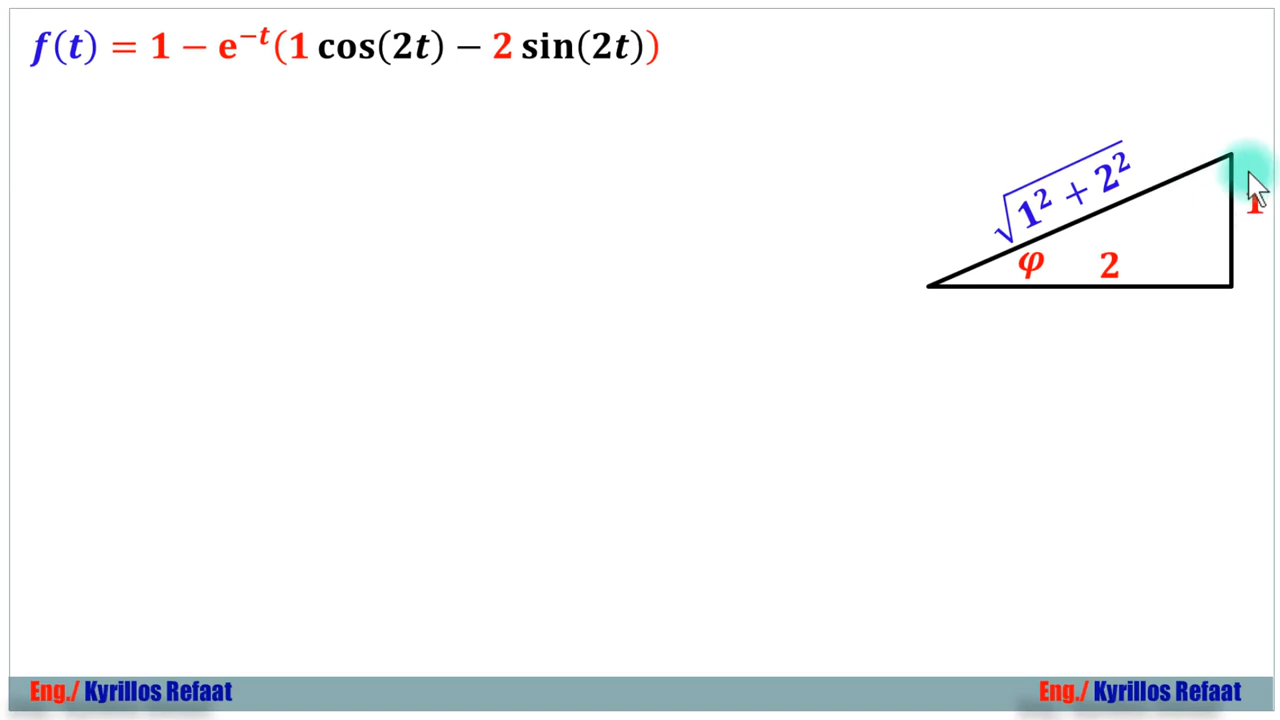 f(t) = 1 − e^{−t}(1 cos(2t) − 2 sin(2t))
√(1² + 2²)
1
φ 2
Eng./ Kyrillos Refaat
Eng./ Kyrillos Refaat